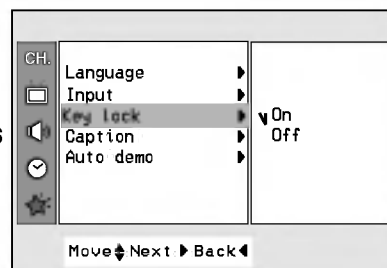 s
CH.
Language
Input
Key lock
Caption
Auto demo
On
Off
Move Next Back